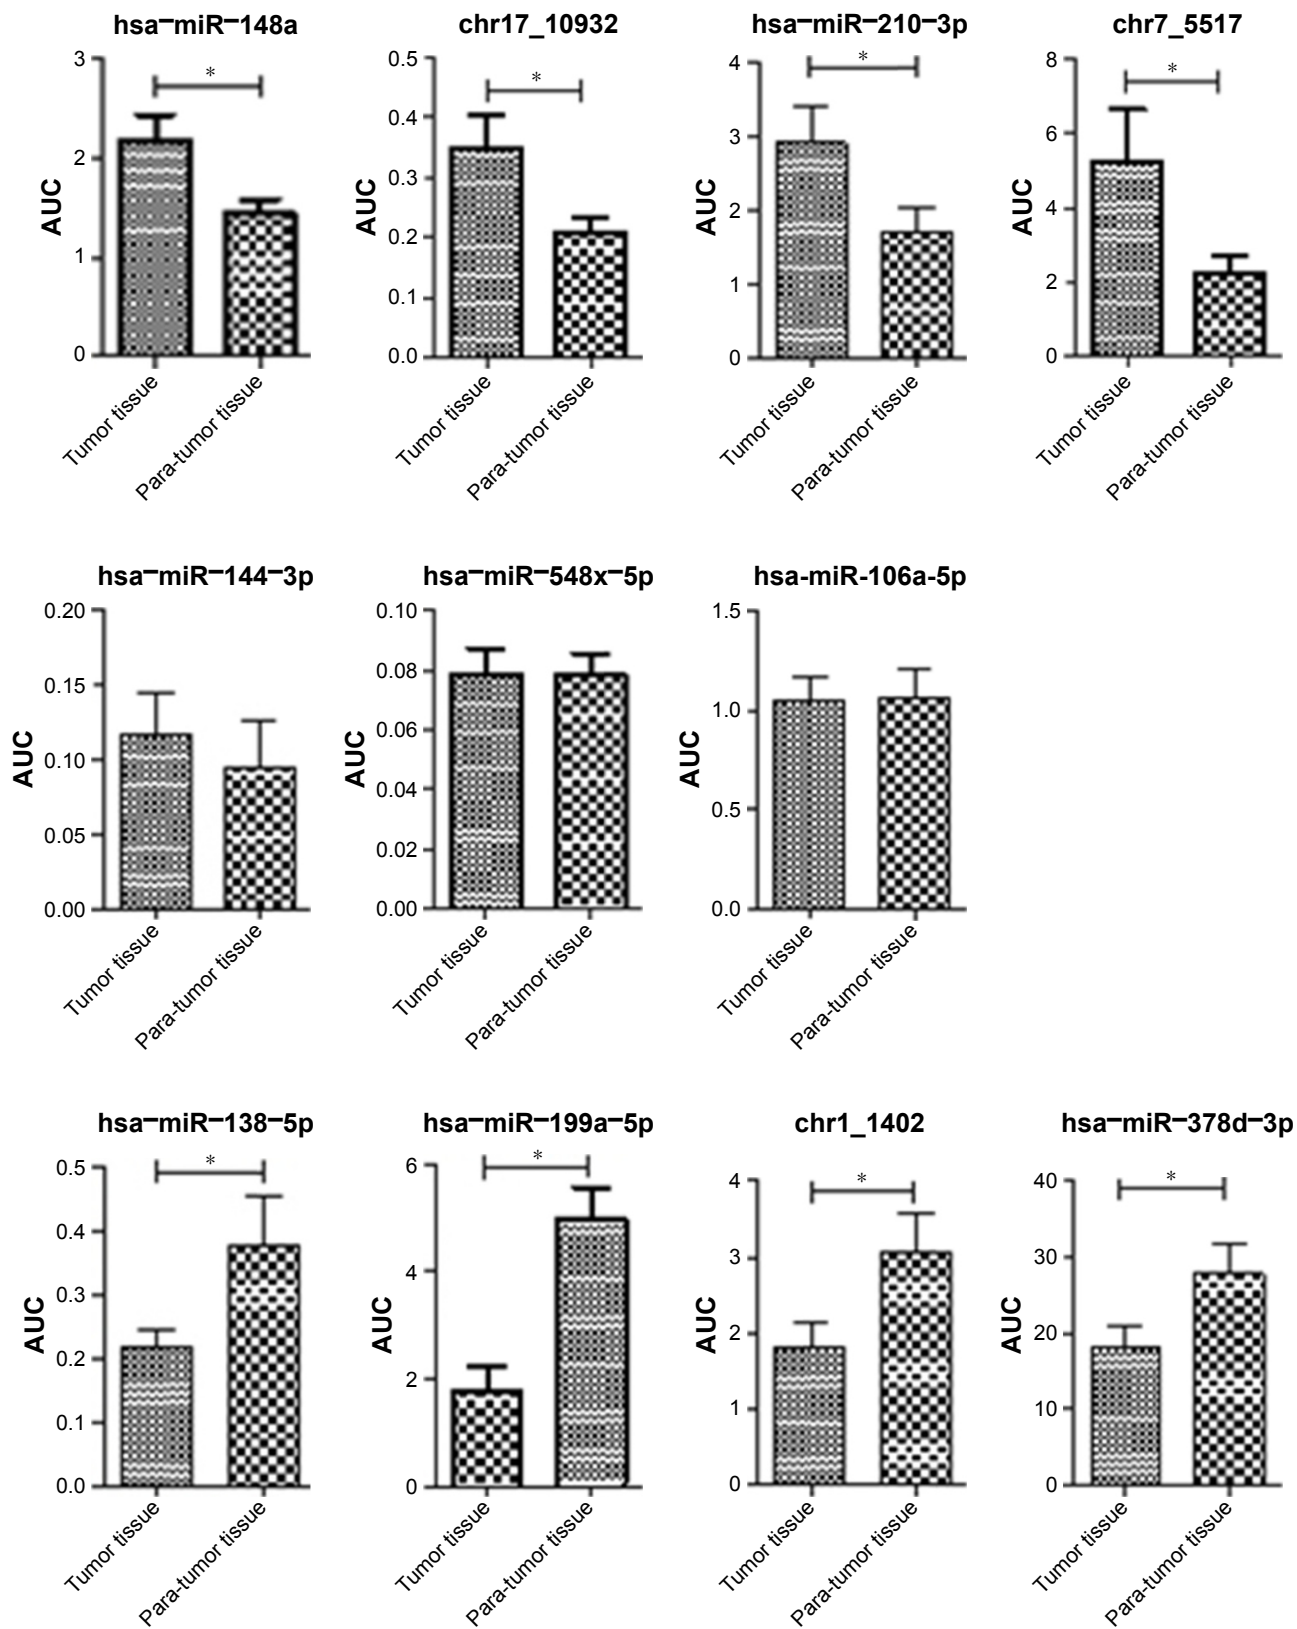 hsa–miR–148a
3
2
1
0
AUC
*
Tumor tissue
Para-tumor tissue
chr17_10932
0.5
0.4
0.3
0.2
0.1
0.0
AUC
*
Tumor tissue
Para-tumor tissue
hsa–miR–210–3p
4
3
2
1
0
AUC
*
Tumor tissue
Para-tumor tissue
chr7_5517
8
6
4
2
0
AUC
*
Tumor tissue
Para-tumor tissue
hsa–miR–144–3p
0.20
0.15
0.10
0.05
0.00
AUC
Tumor tissue
Para-tumor tissue
hsa–miR–548x–5p
0.10
0.08
0.06
0.04
0.02
0.00
AUC
Tumor tissue
Para-tumor tissue
hsa-miR-106a-5p
1.5
1.0
0.5
0.0
AUC
Tumor tissue
Para-tumor tissue
hsa–miR–138–5p
0.5
0.4
0.3
0.2
0.1
0.0
AUC
*
Tumor tissue
Para-tumor tissue
hsa–miR–199a–5p
6
4
2
0
AUC
*
Tumor tissue
Para-tumor tissue
chr1_1402
4
3
2
1
0
AUC
*
Tumor tissue
Para-tumor tissue
hsa–miR–378d–3p
40
30
20
10
0
AUC
*
Tumor tissue
Para-tumor tissue